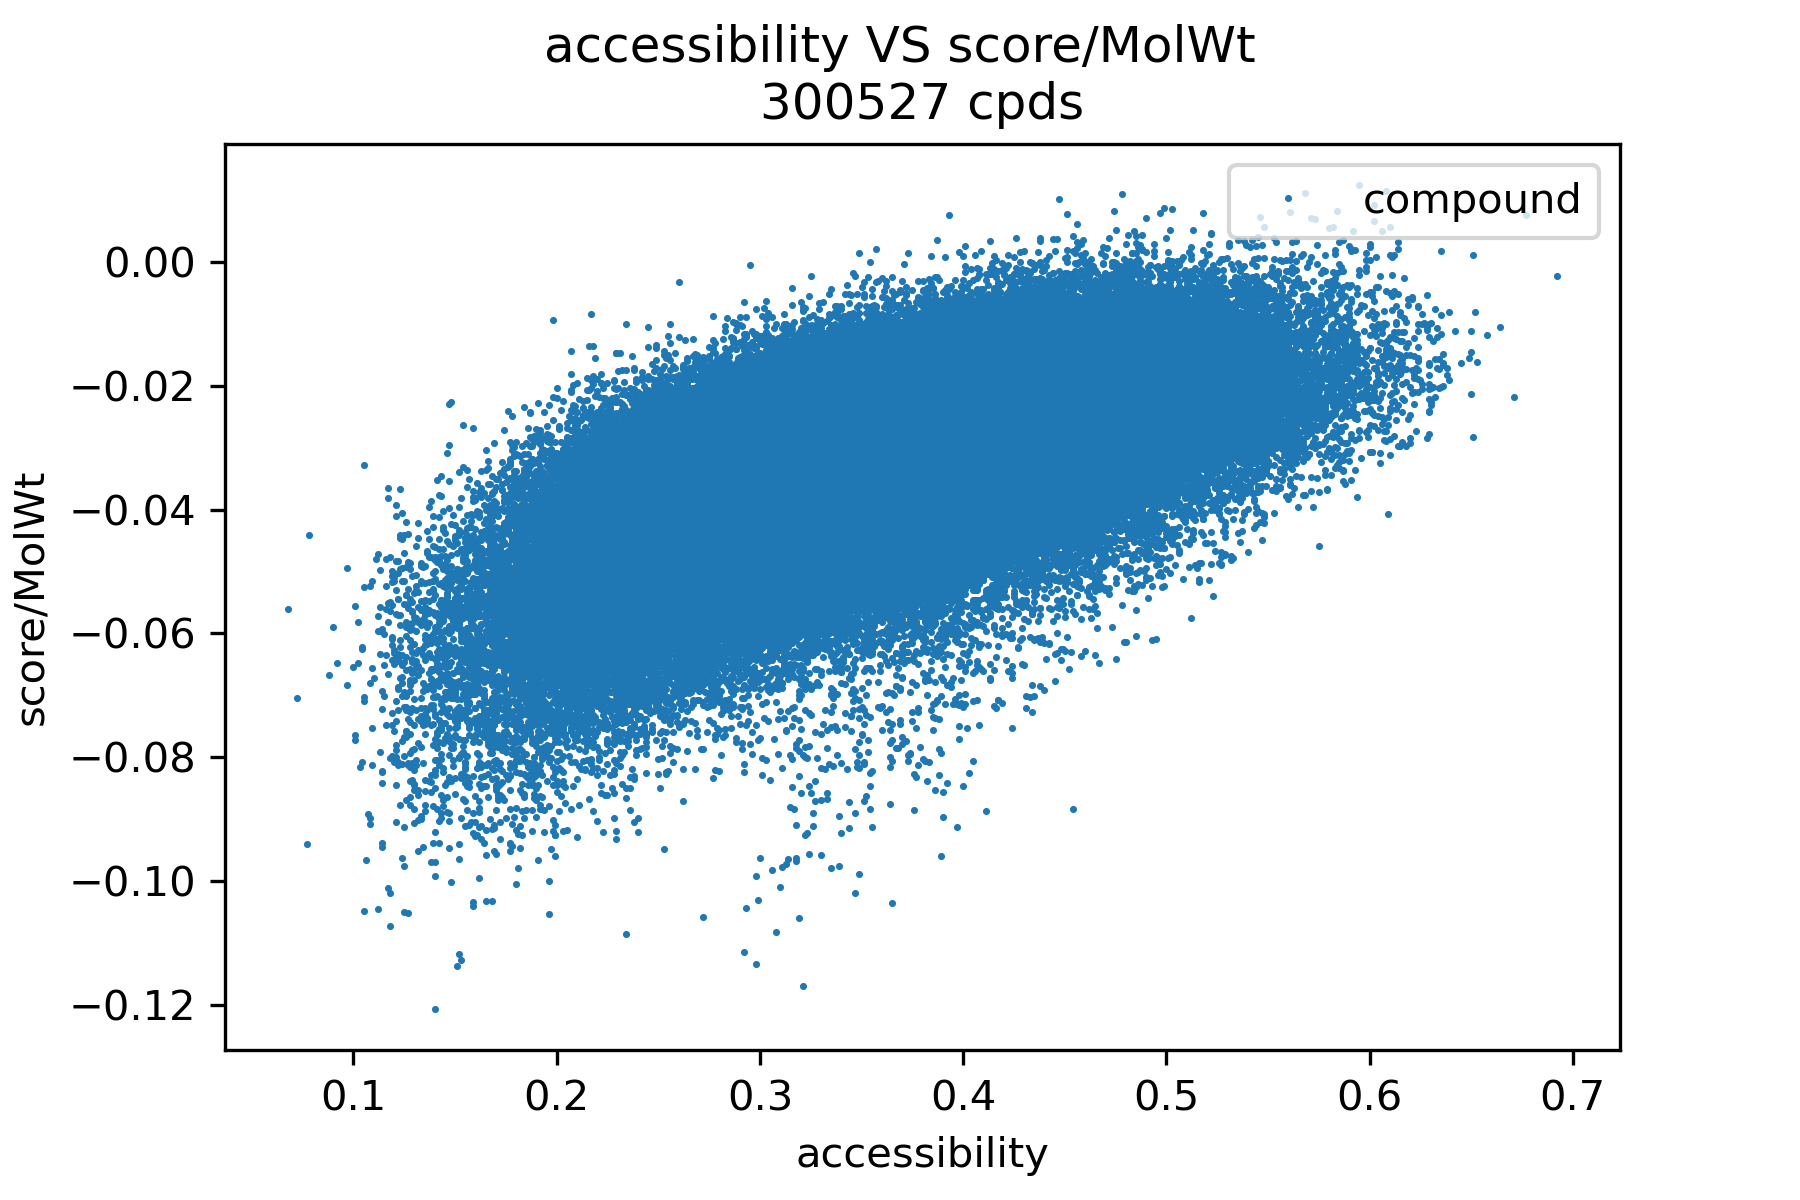 accessibility VS score/MolWt
300527 cpds
compound
0.00
−0.02
−0.04
−0.06
−0.08
−0.10
−0.12
score/MolWt
0.1 0.2 0.3 0.4 0.5 0.6 0.7
accessibility